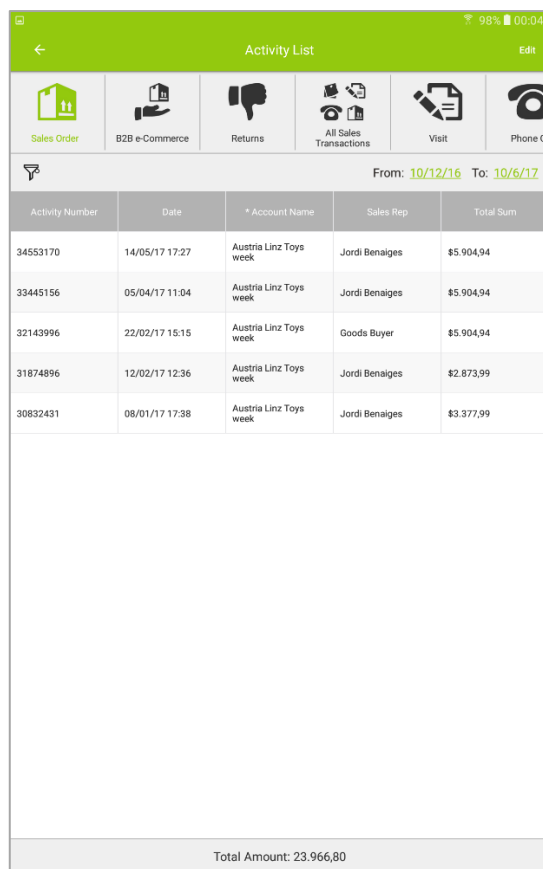 98% 00:04
Activity List Edit
Sales Order B2B e-Commerce Returns All Sales Visit Phone
Transactions
From: 10/12/16 To: 10/6/17
Activity Number Date * Account Name Sales Rep Total Sum
34553170 14/05/17 17:27 Austria Linz Toys week Jordi Benaiges $5.904,94
33445156 05/04/17 11:04 Austria Linz Toys week Jordi Benaiges $5.904,94
32143996 22/02/17 15:15 Austria Linz Toys week Goods Buyer $5.904,94
31874896 12/02/17 12:36 Austria Linz Toys week Jordi Benaiges $2.873,99
30832431 08/01/17 17:38 Austria Linz Toys week Jordi Benaiges $3.377,99
Total Amount: 23.966,80